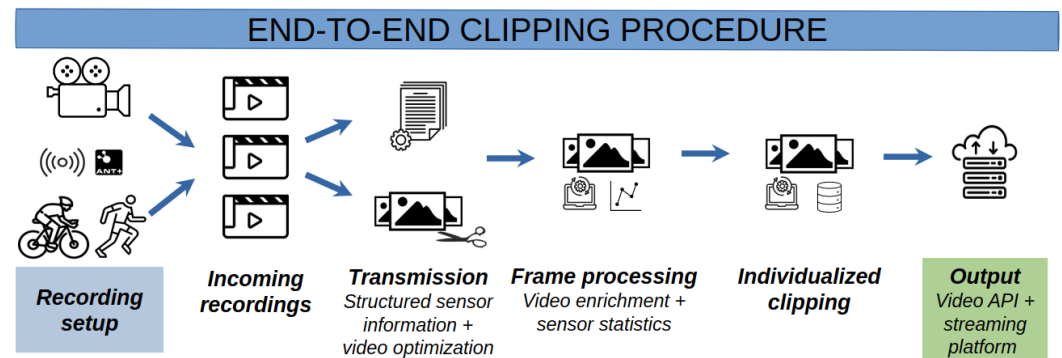 END-TO-END CLIPPING PROCEDURE
ANT+
Recording
setup
Incoming
recordings
Transmission
Structured sensor
information +
video optimization
Frame processing
Video enrichment +
sensor statistics
Individualized
clipping
Output
Video API +
streaming
platform